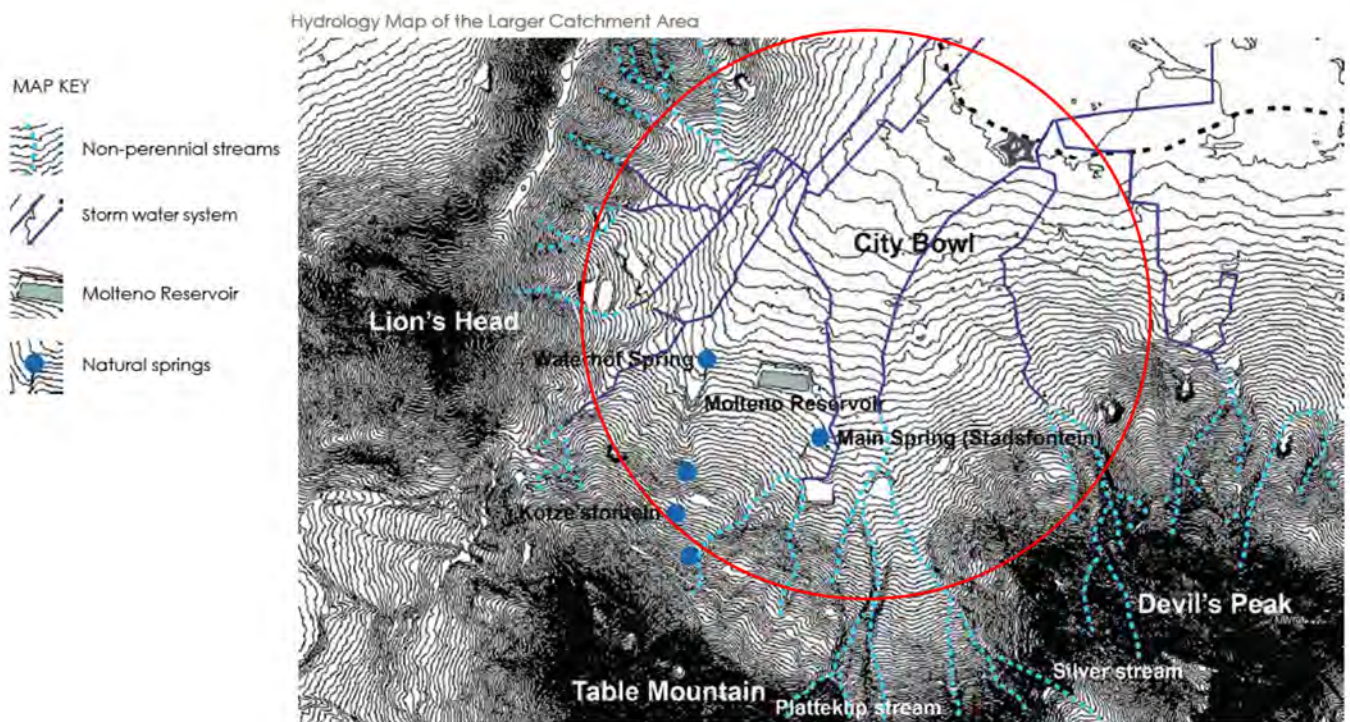 Hydrology Map of the Larger Catchment Area
MAP KEY
Non-perennial streams
Storm water system
Molteno Reservoir
Natural springs
City Bowl
Lion's Head
Waterhof Spring
Molteno Reservoir
Main Spring (Stadsfontein)
Kotze'sfontein
Devil's Peak
Silver stream
Table Mountain
Platteklip stream